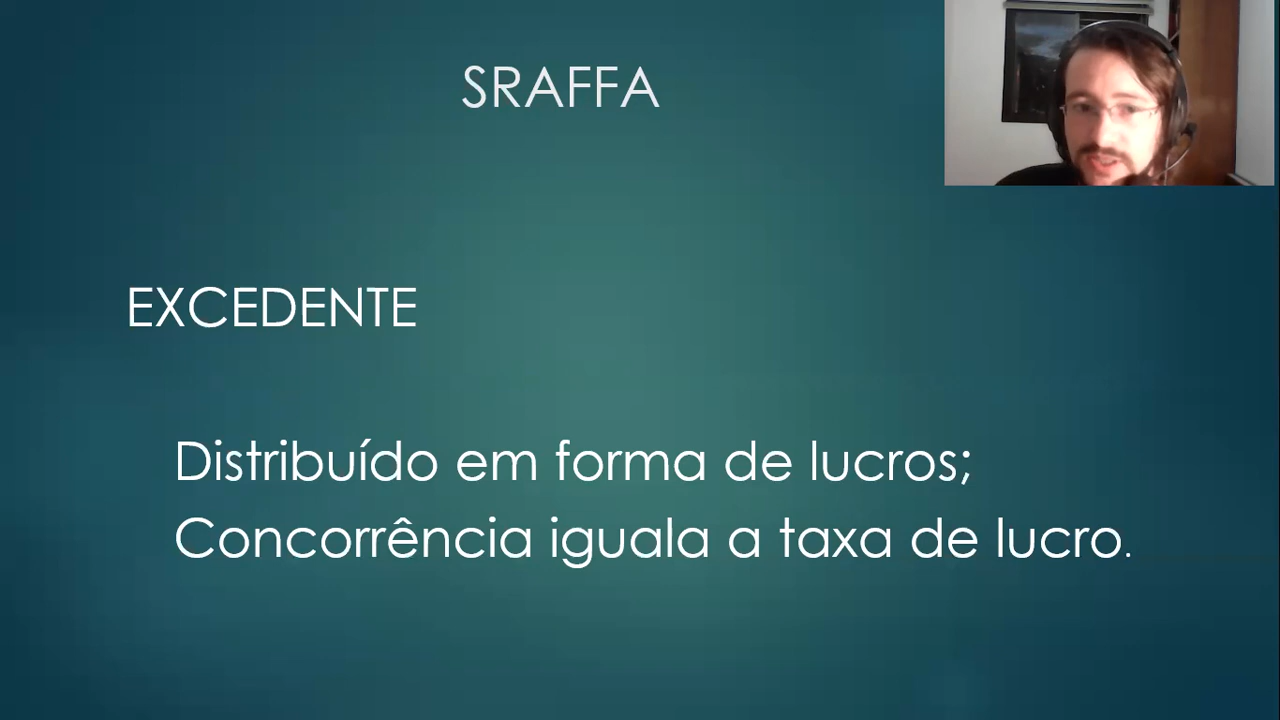 SRAFFA
EXCEDENTE
Distribuído em forma de lucros;
Concorrência iguala a taxa de lucro.